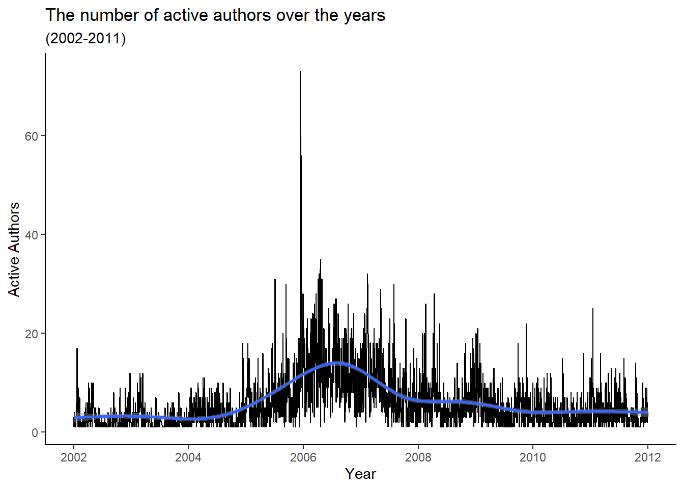 The number of active authors over the years
(2002-2011)
Active Authors
60
40
20
0
2002 2004 2006 2008 2010 2012
Year